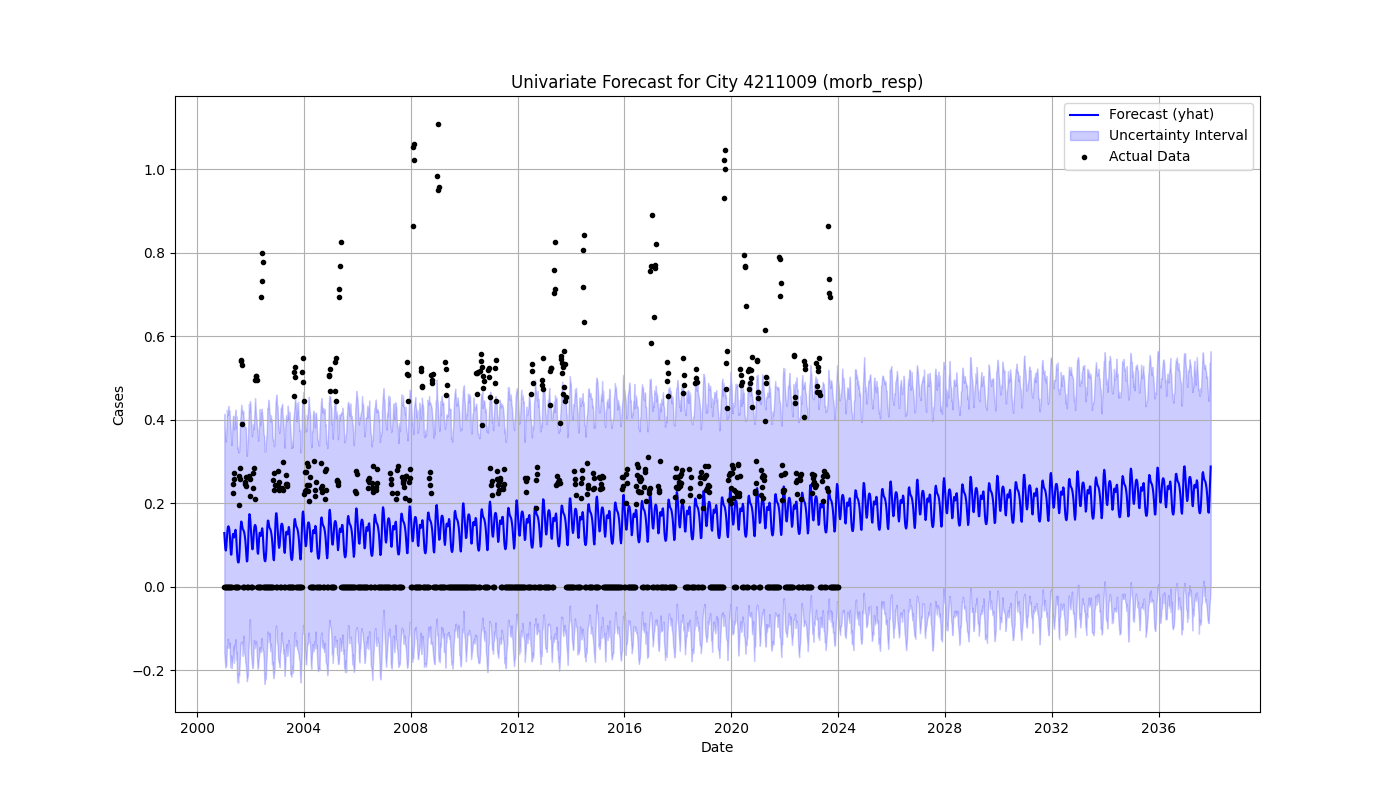 Univariate Forecast for City 4211009 (morb_resp)
Forecast (yhat)
Uncertainty Interval
Actual Data
Cases
1.0
0.8
0.6
0.4
0.2
0.0
−0.2
2000 2004 2008 2012 2016 2020 2024 2028 2032 2036
Date